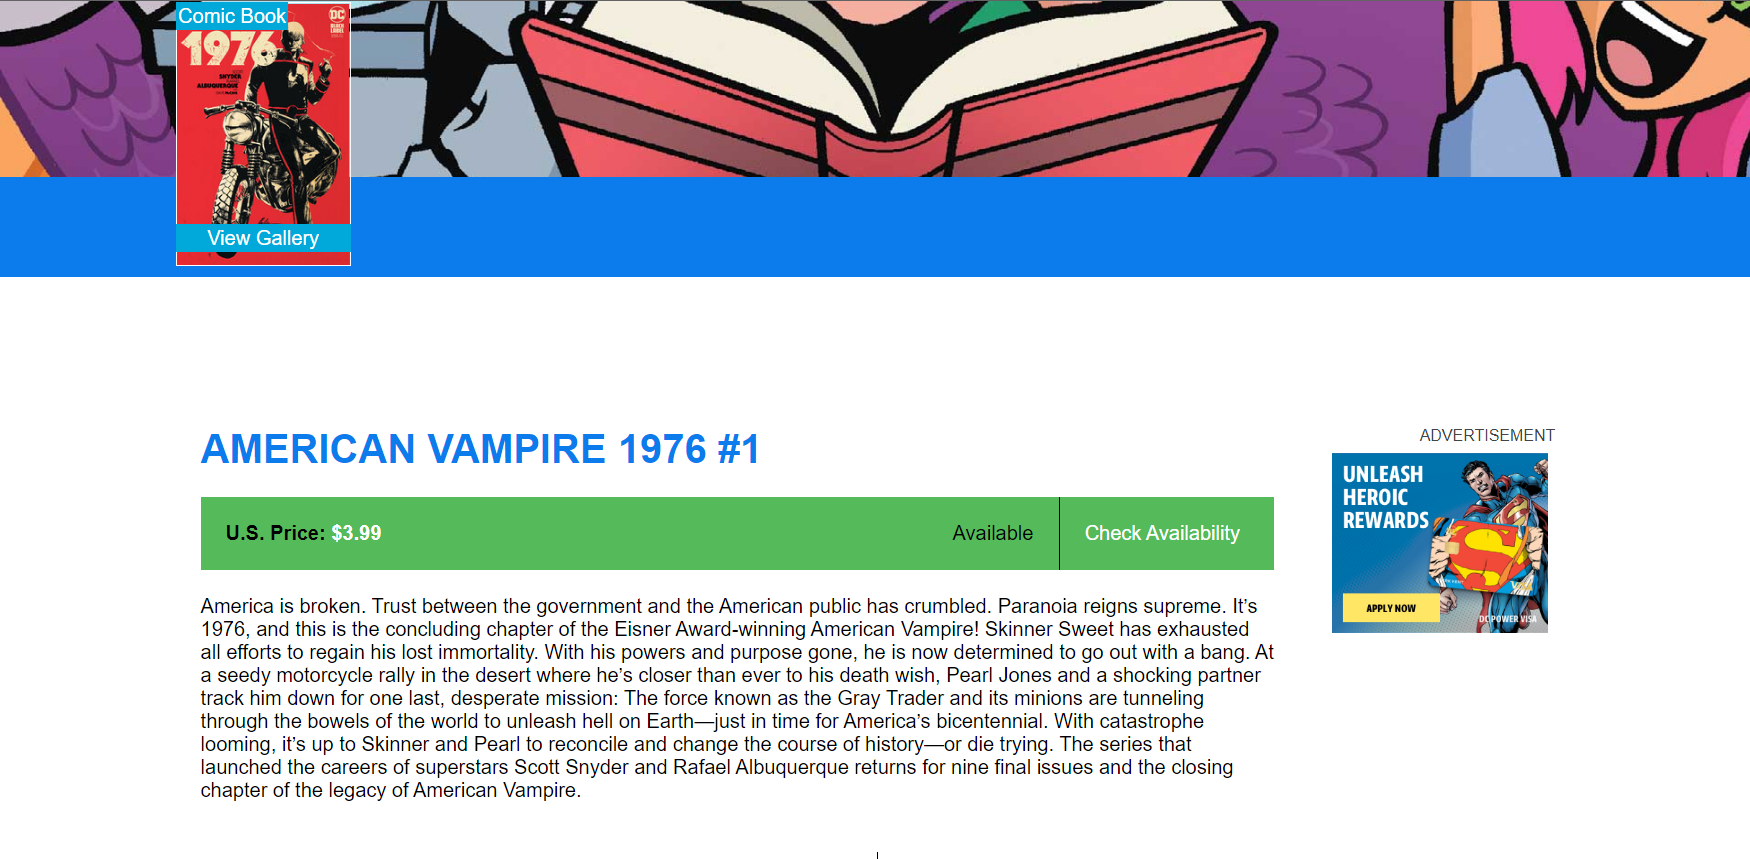 Comic Book
DC
BLACK
LABEL
1976
SNYDER
ALBUQUERQUE
View Gallery
AMERICAN VAMPIRE 1976 #1
U.S. Price: $3.99
Available
Check Availability
America is broken. Trust between the government and the American public has crumbled. Paranoia reigns supreme. It’s
1976, and this is the concluding chapter of the Eisner Award-winning American Vampire! Skinner Sweet has exhausted
all efforts to regain his lost immortality. With his powers and purpose gone, he is now determined to go out with a bang. At
a seedy motorcycle rally in the desert where he’s closer than ever to his death wish, Pearl Jones and a shocking partner
track him down for one last, desperate mission: The force known as the Gray Trader and its minions are tunneling
through the bowels of the world to unleash hell on Earth—just in time for America’s bicentennial. With catastrophe
looming, it’s up to Skinner and Pearl to reconcile and change the course of history—or die trying. The series that
launched the careers of superstars Scott Snyder and Rafael Albuquerque returns for nine final issues and the closing
chapter of the legacy of American Vampire.
ADVERTISEMENT
UNLEASH
HEROIC
REWARDS
APPLY NOW
DC POWER VISA